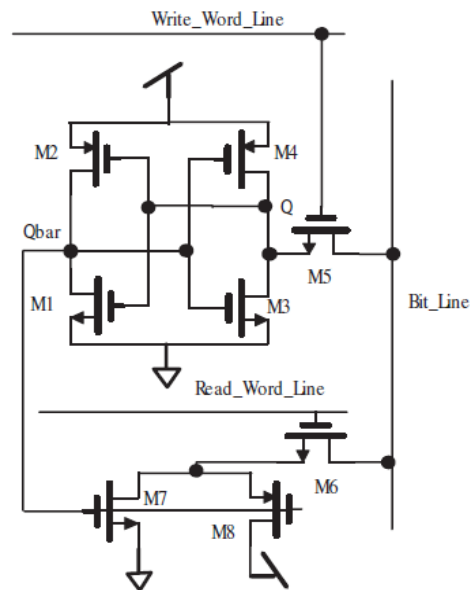 Write_Word_Line
M2
M4
Qbar
Q
M5
M1
M3
Bit_Line
Read_Word_Line
M6
M7
M8